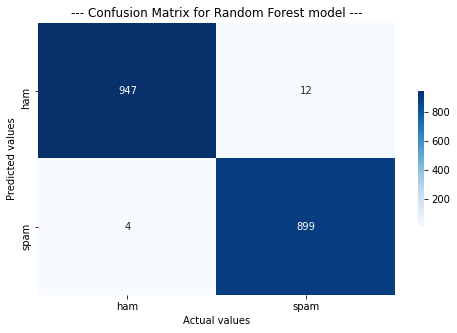 --- Confusion Matrix for Random Forest model ---
Predicted values
ham
947
12
spam
4
899
ham
spam
Actual values
800
600
400
200